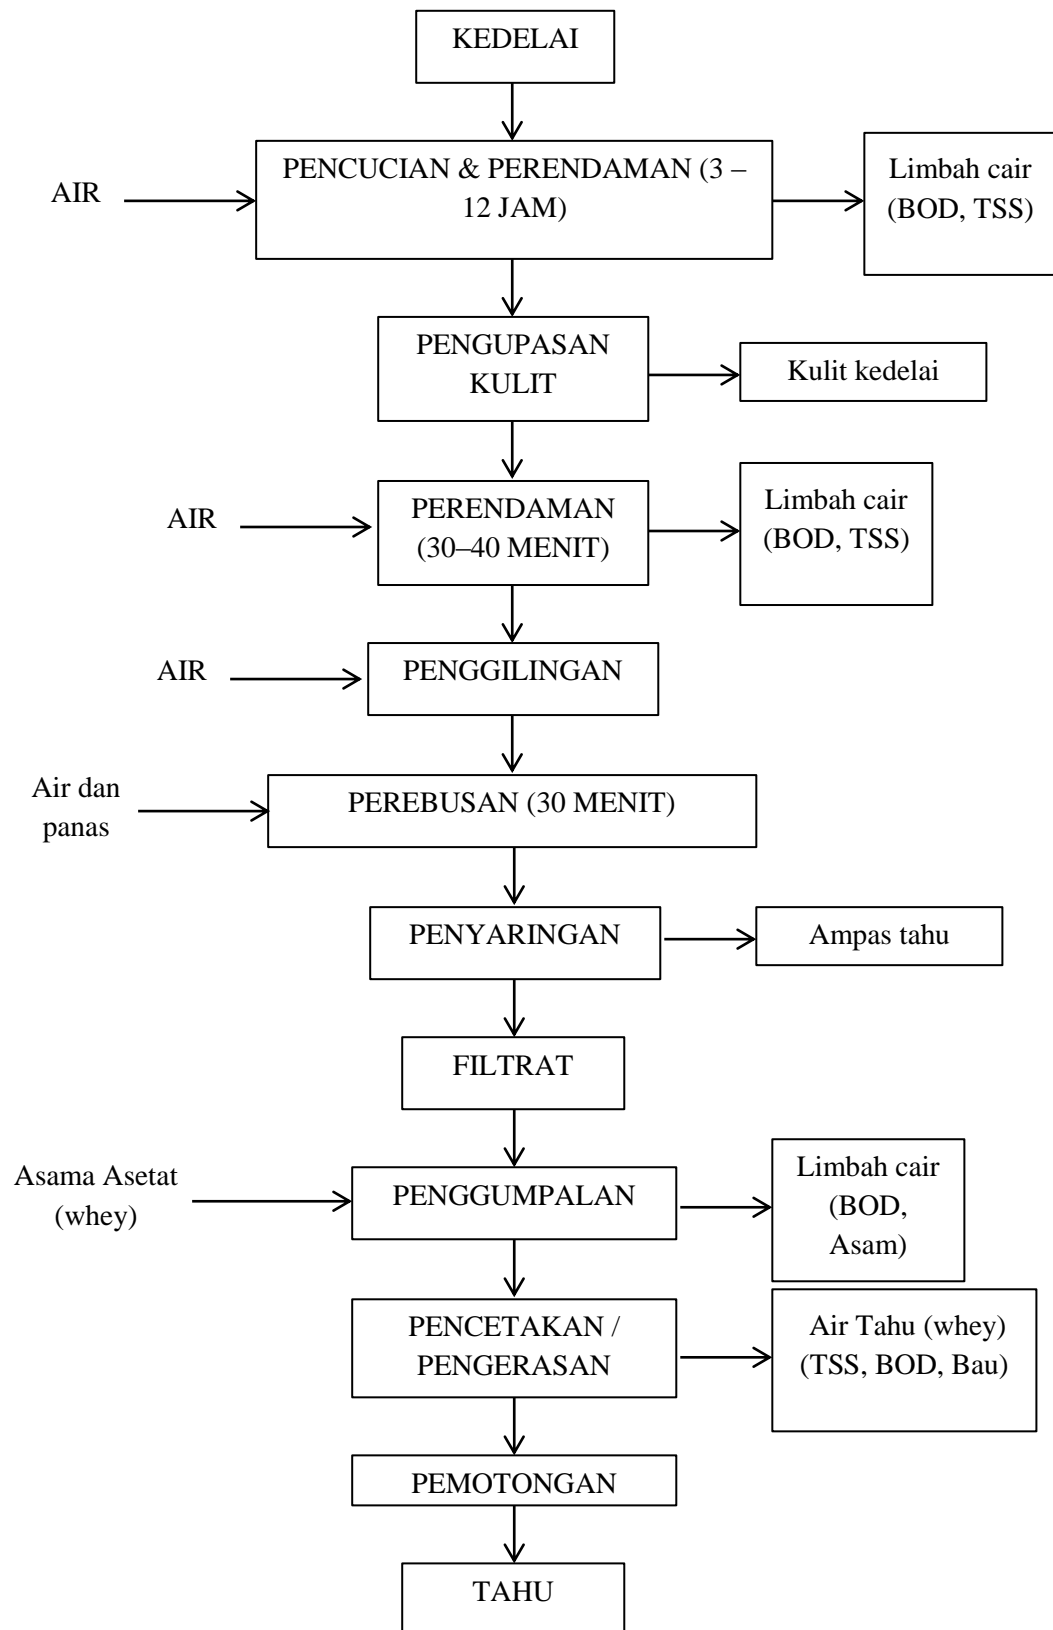 KEDELAI
AIR
PENCUCIAN & PERENDAMAN (3 –
12 JAM)
Limbah cair
(BOD, TSS)
PENGUPASAN
KULIT
Kulit kedelai
AIR
PERENDAMAN
(30–40 MENIT)
Limbah cair
(BOD, TSS)
AIR
PENGGILINGAN
Air dan
panas
PEREBUSAN (30 MENIT)
PENYARINGAN
Ampas tahu
FILTRAT
Asama Asetat
(whey)
PENGGUMPALAN
Limbah cair
(BOD,
Asam)
PENCETAKAN /
PENGERASAN
Air Tahu (whey)
(TSS, BOD, Bau)
PEMOTONGAN
TAHU